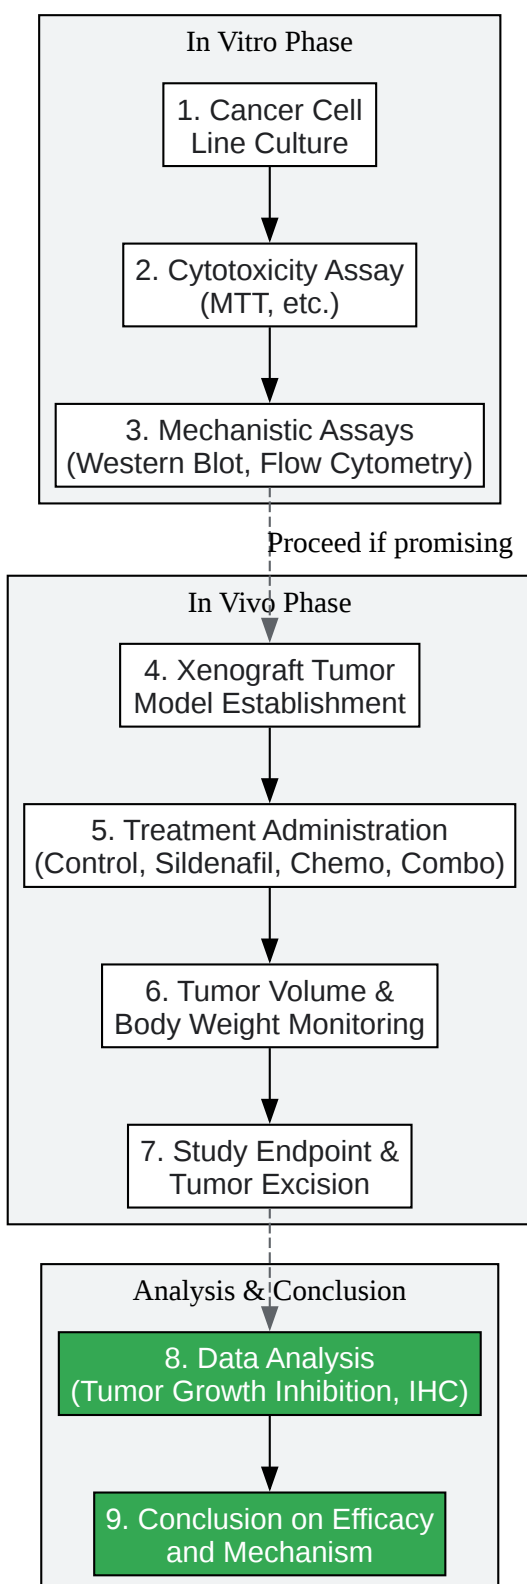 In Vitro Phase
1. Cancer Cell
Line Culture
2. Cytotoxicity Assay
(MTT, etc.)
3. Mechanistic Assays
(Western Blot, Flow Cytometry)
Proceed if promising
In Vivo Phase
4. Xenograft Tumor
Model Establishment
5. Treatment Administration
(Control, Sildenafil, Chemo, Combo)
6. Tumor Volume &
Body Weight Monitoring
7. Study Endpoint &
Tumor Excision
Analysis & Conclusion
8. Data Analysis
(Tumor Growth Inhibition, IHC)
9. Conclusion on Efficacy
and Mechanism